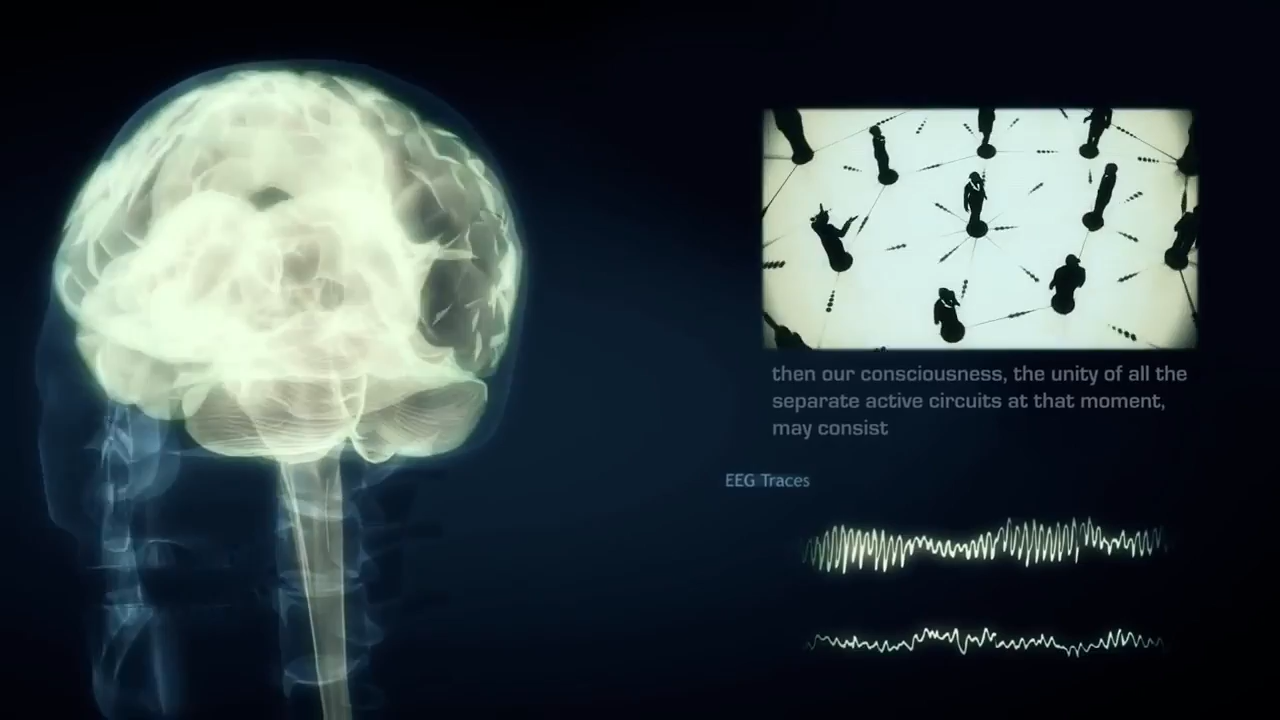 then our consciousness, the unity of all the
separate active circuits at that moment,
may consist
EEG Traces